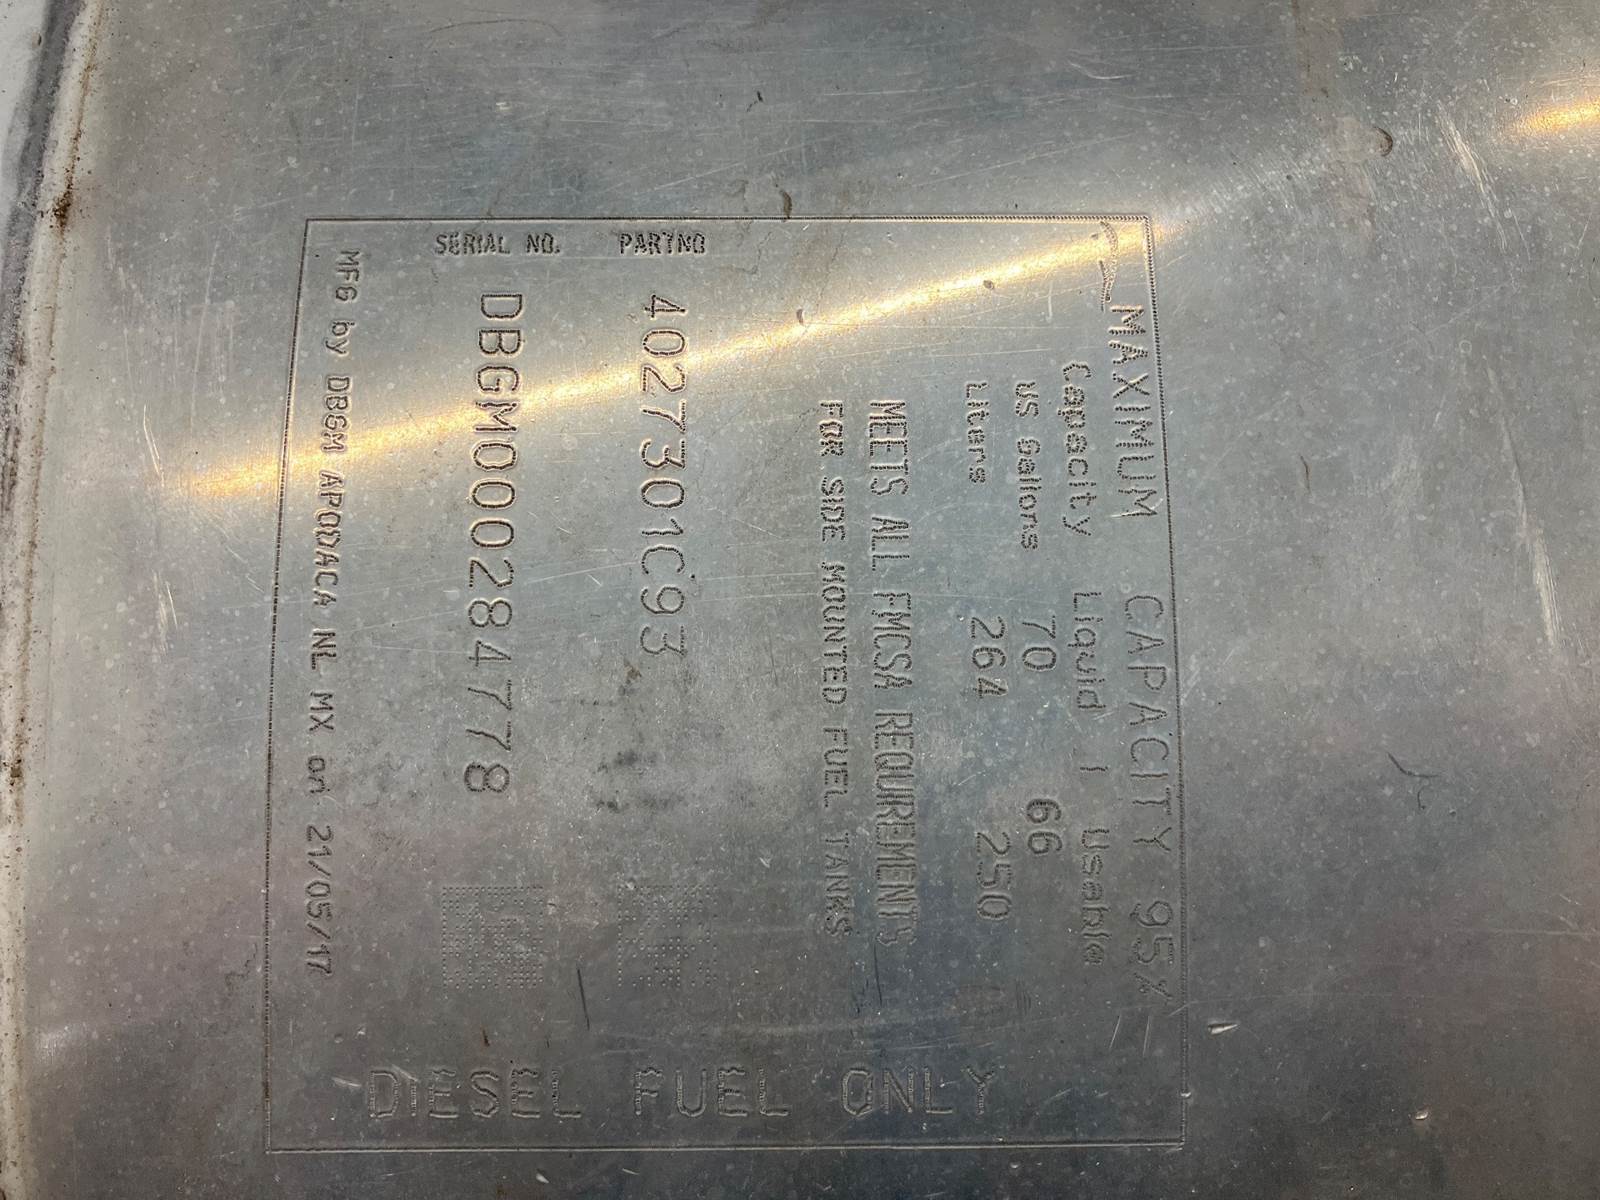 MAXIMUM CAPACITY 95%
Capacity Liquid | Usable
US Gallons 70 66
Liters 264 250
MEETS ALL FMCSA REQUIREMENTS
FOR SIDE MOUNTED FUEL TANKS
PARTNO 4027301C93
SERIAL NO. DBGM000284778
MFG by DBGM APODACA NL MX on 21/05/17
DIESEL FUEL ONLY